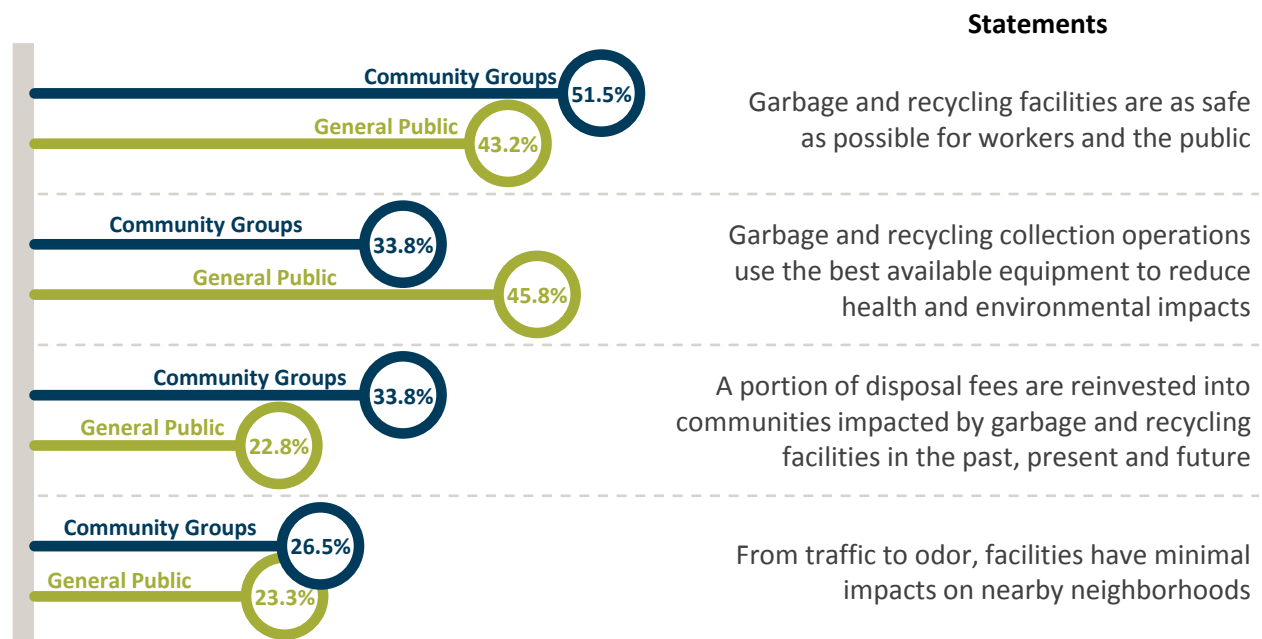 Statements
Community Groups
51.5%
General Public
43.2%
Garbage and recycling facilities are as safe
as possible for workers and the public
Community Groups
33.8%
General Public
45.8%
Garbage and recycling collection operations
use the best available equipment to reduce
health and environmental impacts
Community Groups
33.8%
General Public
22.8%
A portion of disposal fees are reinvested into
communities impacted by garbage and recycling
facilities in the past, present and future
Community Groups
26.5%
General Public
23.3%
From traffic to odor, facilities have minimal
impacts on nearby neighborhoods